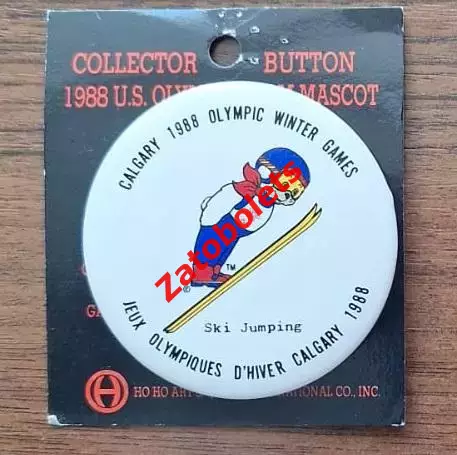 COLLECTOR BUTTON
1988 U.S. MASCOT
CALGARY 1988 OLYMPIC WINTER GAMES
Zatobolets
TM
Ski Jumping
JEUX OLYMPIQUES D'HIVER CALGARY 1988
HO HO ART CO., INC.